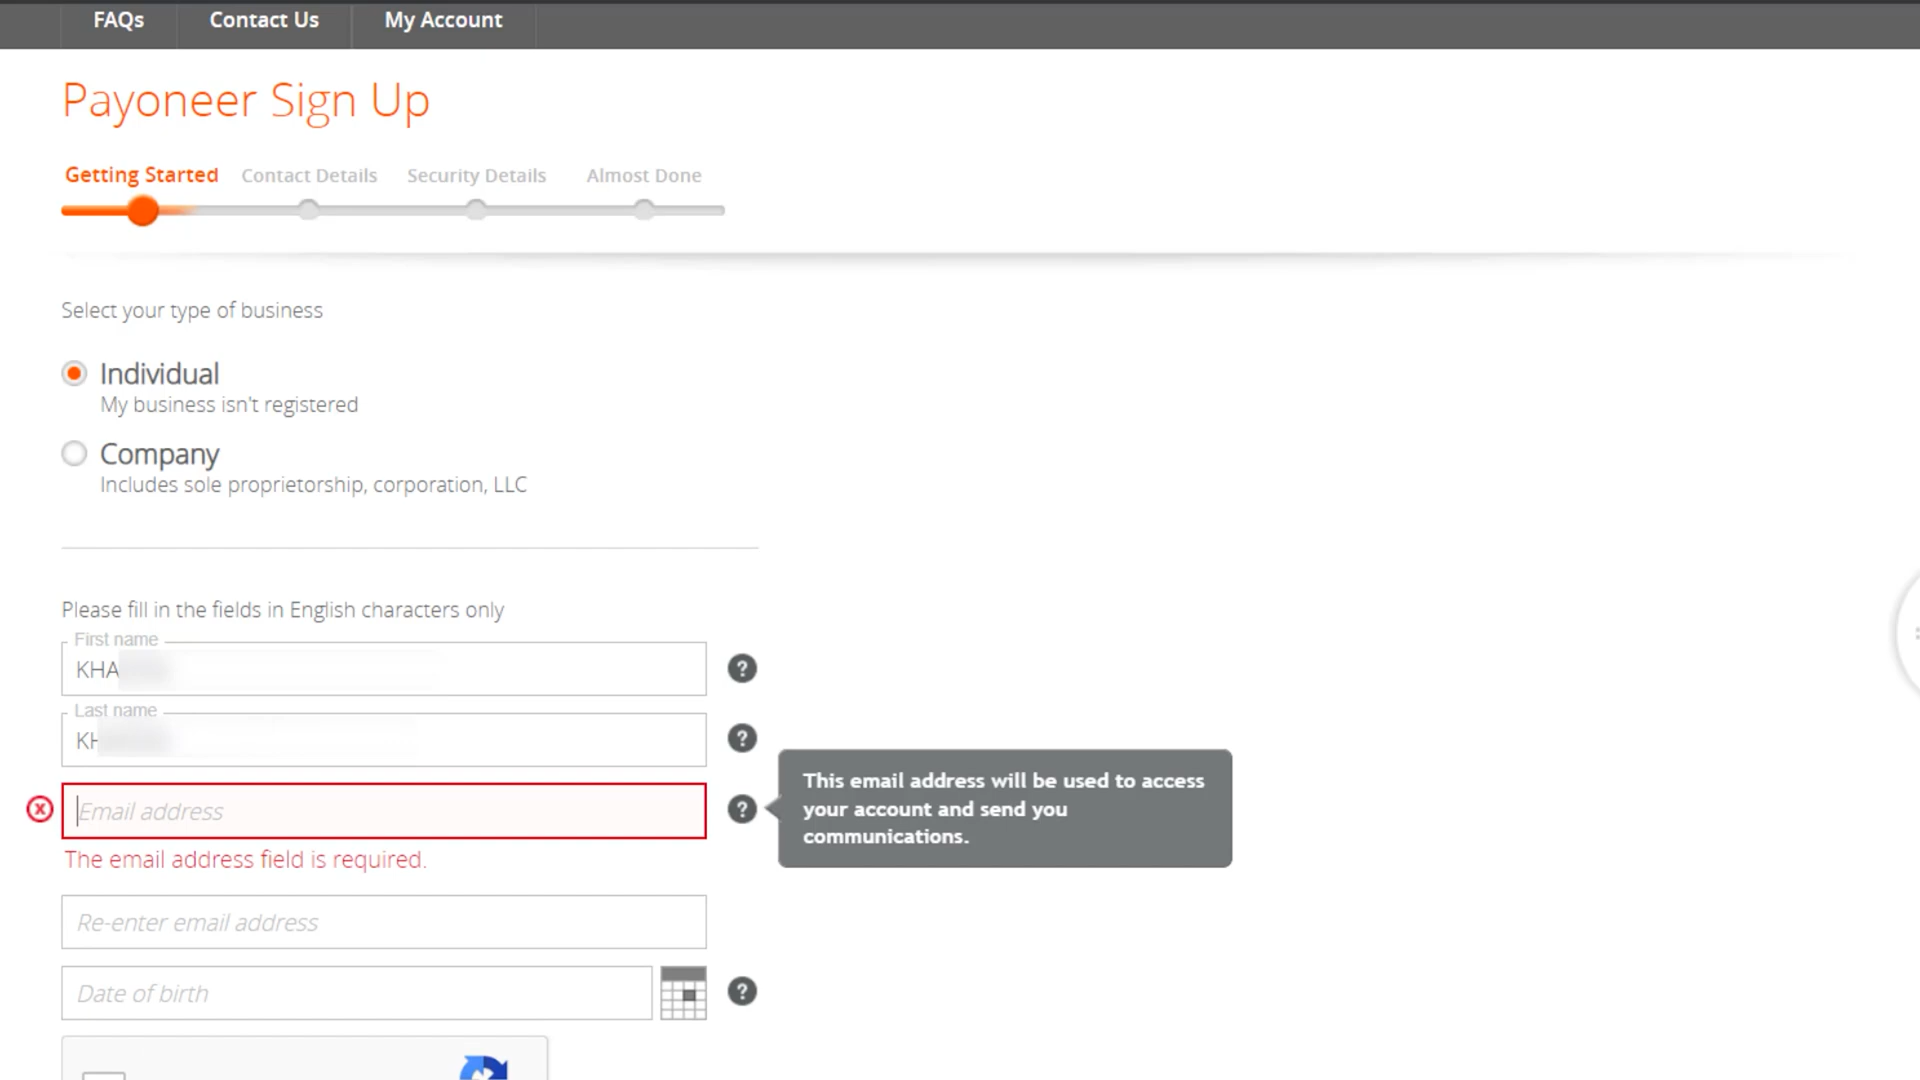 FAQs
Contact Us
My Account
Payoneer Sign Up
Getting Started
Contact Details
Security Details
Almost Done
Select your type of business
Individual
My business isn't registered
Company
Includes sole proprietorship, corporation, LLC
Please fill in the fields in English characters only
First name
KHA
Last name
KH
Email address
This email address will be used to access
your account and send you
communications.
The email address field is required.
Re-enter email address
Date of birth